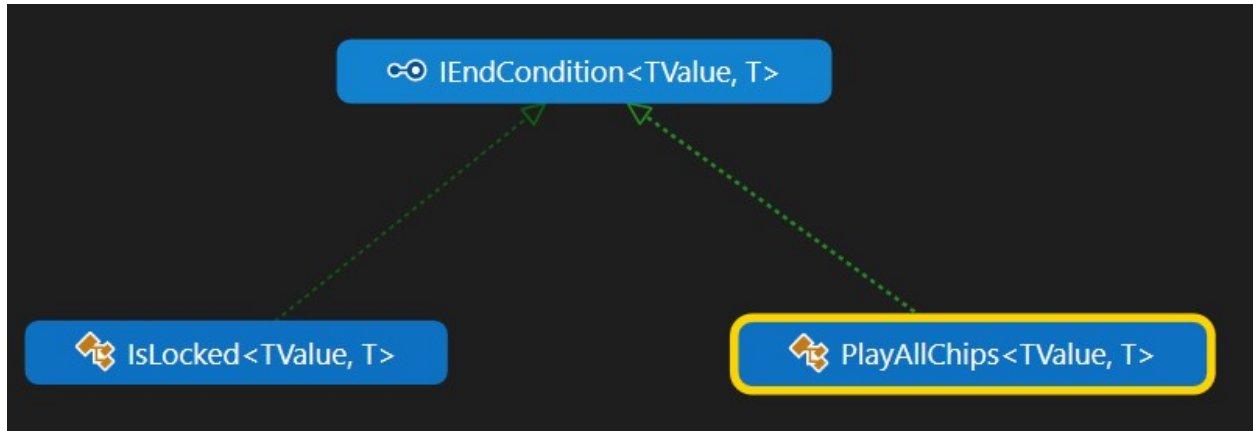 IEndCondition<TValue, T>
IsLocked<TValue, T>
PlayAllChips<TValue, T>